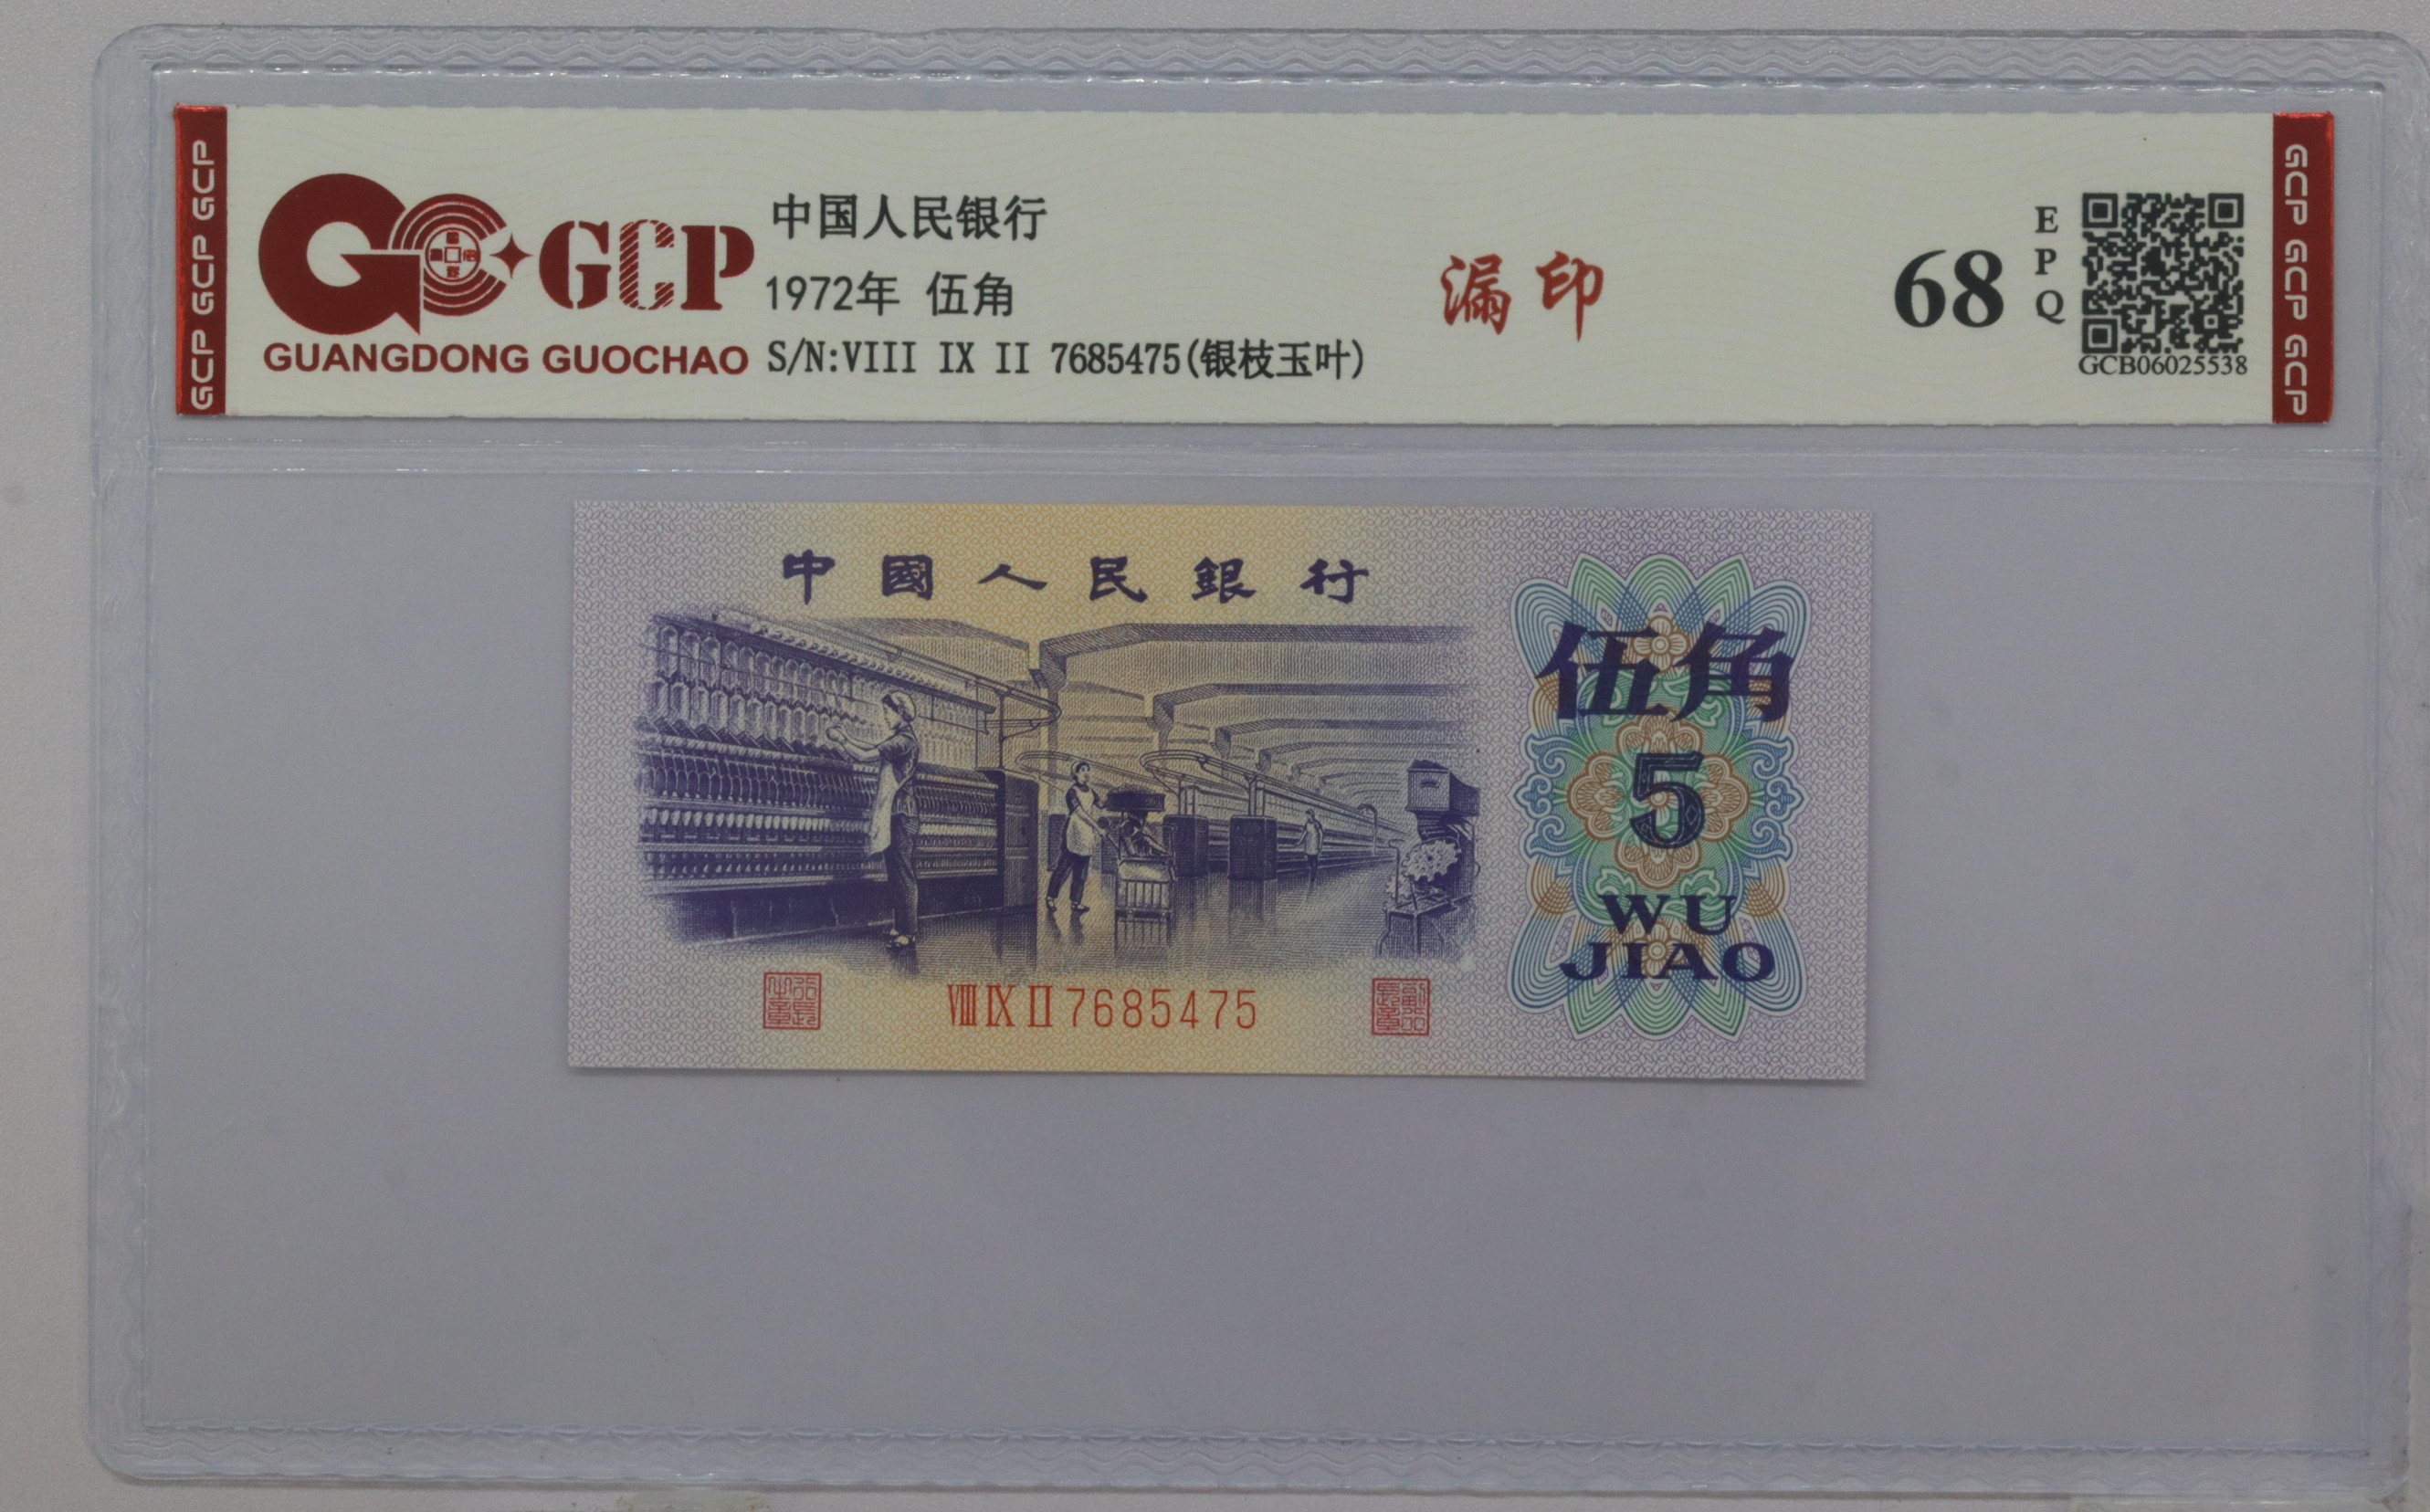 GCP GCP GCP
GCP
GUANGDONG GUOCHAO
中国人民银行
1972年 伍角
S/N:VIII IX II 7685475(银枝玉叶)
漏印
68
E
P
Q
GCB06025538
GCP GCP GCP
中國人民銀行
伍角
5
WU
JIAO
VIII IX II 7685475